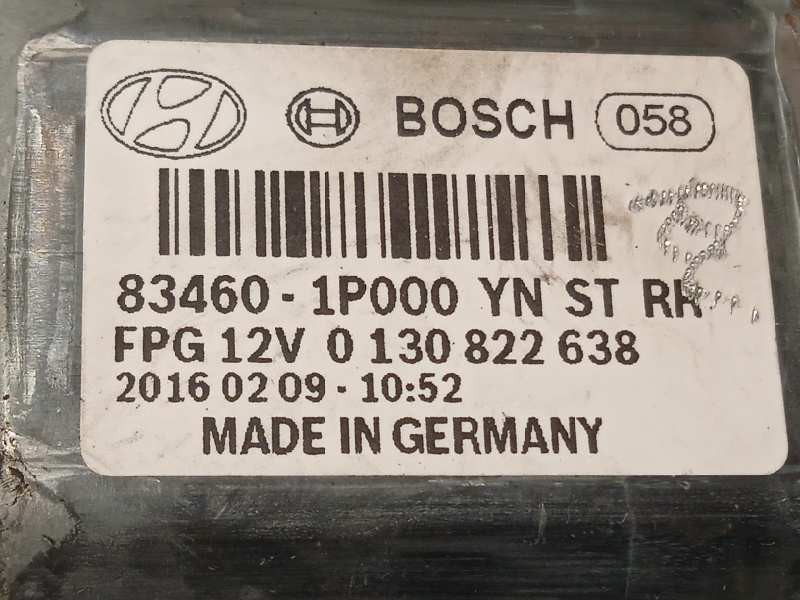 BOSCH 058
83460-1P000 YN ST RH
FPG 12V 0 130 822 638
2016 02 09-10:52
MADE IN GERMANY